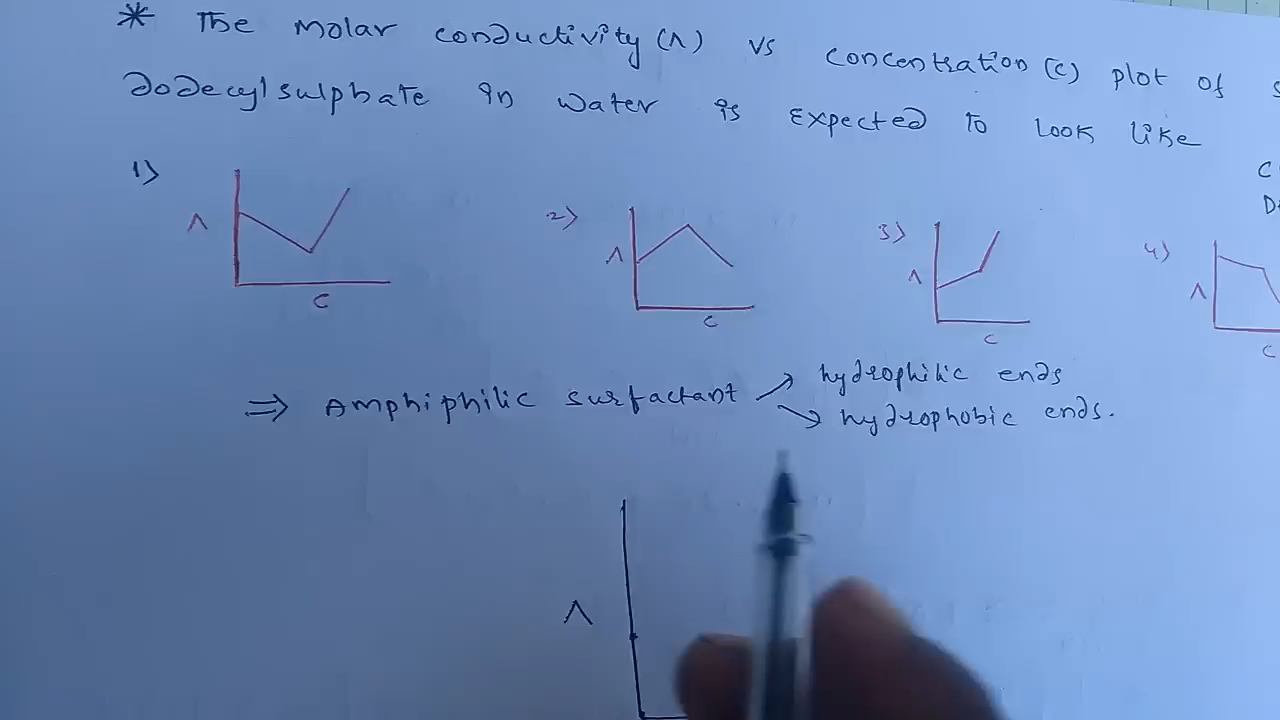 * The Molar conductivity (Λ) vs concentration (c) plot of
dodecylsulphate in water is expected to look like
1) Λ c
2) Λ c
3) Λ c
4) Λ c
⇒ Amphiphilic surfactant → hydrophilic ends
→ hydrophobic ends.
Λ